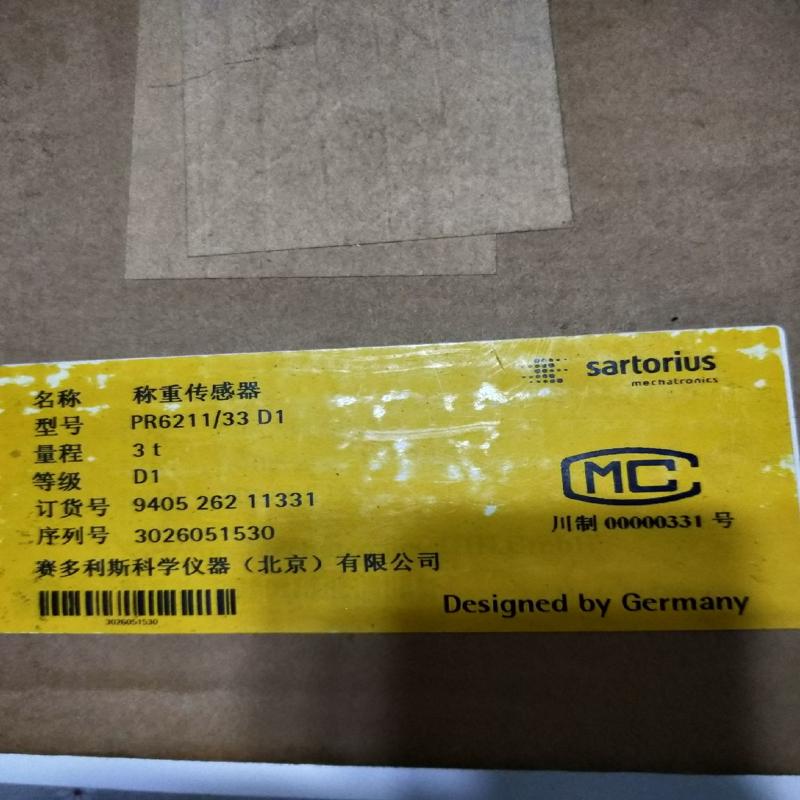 sartorius
mechatronics
名称 称重传感器
型号 PR6211/33 D1
量程 3 t
等级 D1
订货号 9405 262 11331
序列号 3026051530
MC
川制 00000331 号
赛多利斯科学仪器（北京）有限公司
3026051530
Designed by Germany